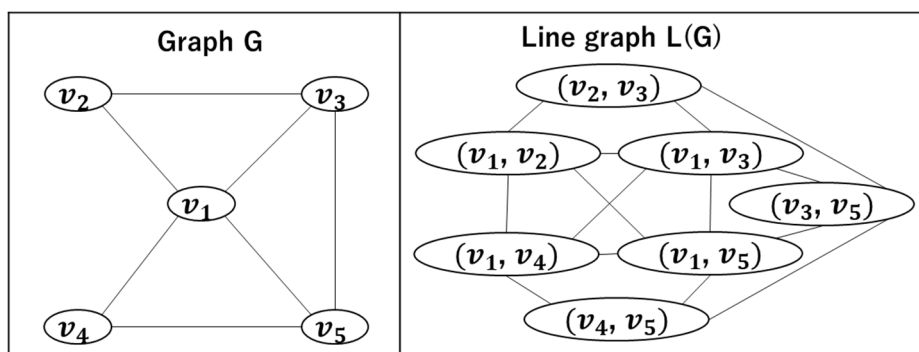 Graph G
v₂
v₃
v₁
v₄
v₅
Line graph L(G)
(v₂, v₃)
(v₁, v₂)
(v₁, v₃)
(v₃, v₅)
(v₁, v₄)
(v₁, v₅)
(v₄, v₅)